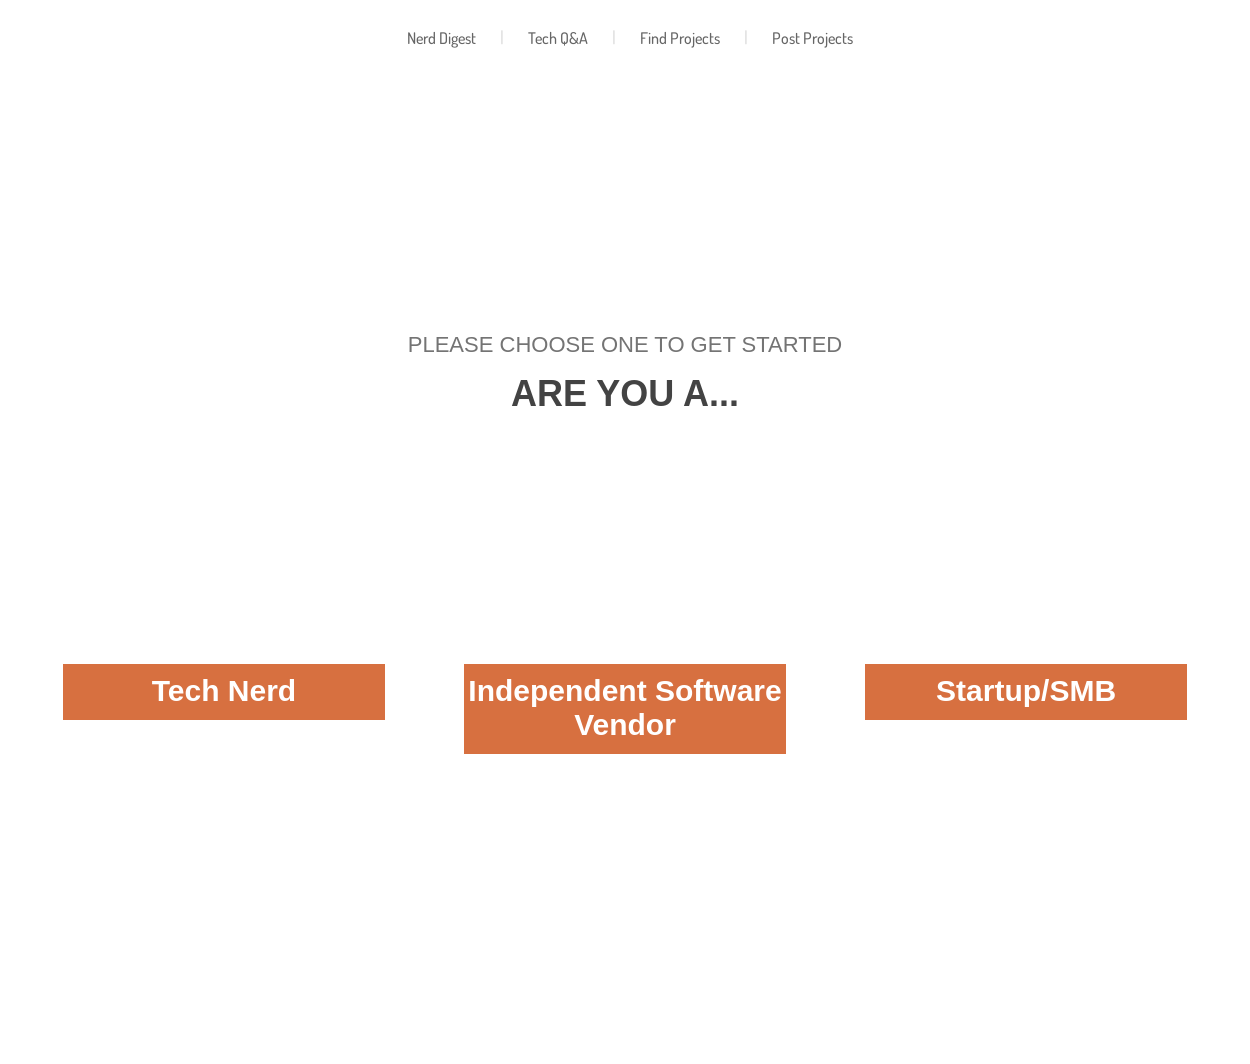 Nerd Digest | Tech Q&A | Find Projects | Post Projects
PLEASE CHOOSE ONE TO GET STARTED
ARE YOU A...
Tech Nerd
Independent Software
Vendor
Startup/SMB